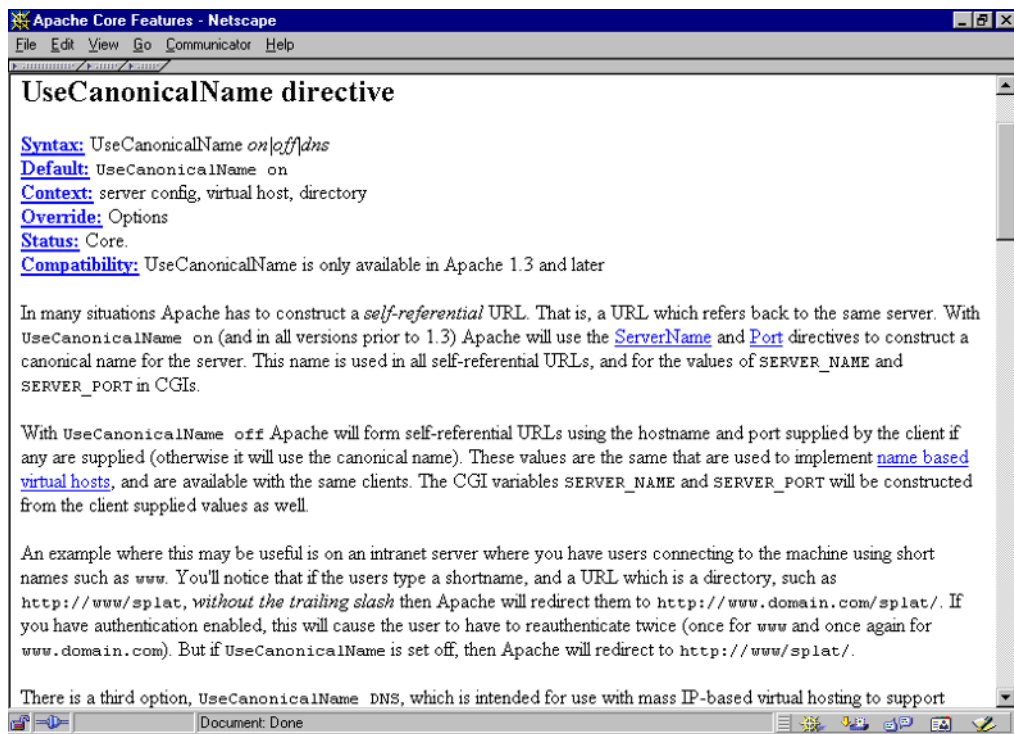 Apache Core Features - Netscape
File Edit View Go Communicator Help
UseCanonicalName directive
Syntax: UseCanonicalName on|off|dns
Default: UseCanonicalName on
Context: server config, virtual host, directory
Override: Options
Status: Core.
Compatibility: UseCanonicalName is only available in Apache 1.3 and later
In many situations Apache has to construct a self-referential URL. That is, a URL which refers back to the same server. With
UseCanonicalName on (and in all versions prior to 1.3) Apache will use the ServerName and Port directives to construct a
canonical name for the server. This name is used in all self-referential URLs, and for the values of SERVER_NAME and
SERVER_PORT in CGIs.
With UseCanonicalName off Apache will form self-referential URLs using the hostname and port supplied by the client if
any are supplied (otherwise it will use the canonical name). These values are the same that are used to implement name based
virtual hosts, and are available with the same clients. The CGI variables SERVER_NAME and SERVER_PORT will be constructed
from the client supplied values as well.
An example where this may be useful is on an intranet server where you have users connecting to the machine using short
names such as www. You'll notice that if the users type a shortname, and a URL which is a directory, such as
http://www/splat, without the trailing slash then Apache will redirect them to http://www.domain.com/splat/. If
you have authentication enabled, this will cause the user to have to reauthenticate twice (once for www and once again for
www.domain.com). But if UseCanonicalName is set off, then Apache will redirect to http://www/splat/.
There is a third option, UseCanonicalName DNS, which is intended for use with mass IP-based virtual hosting to support
Document: Done